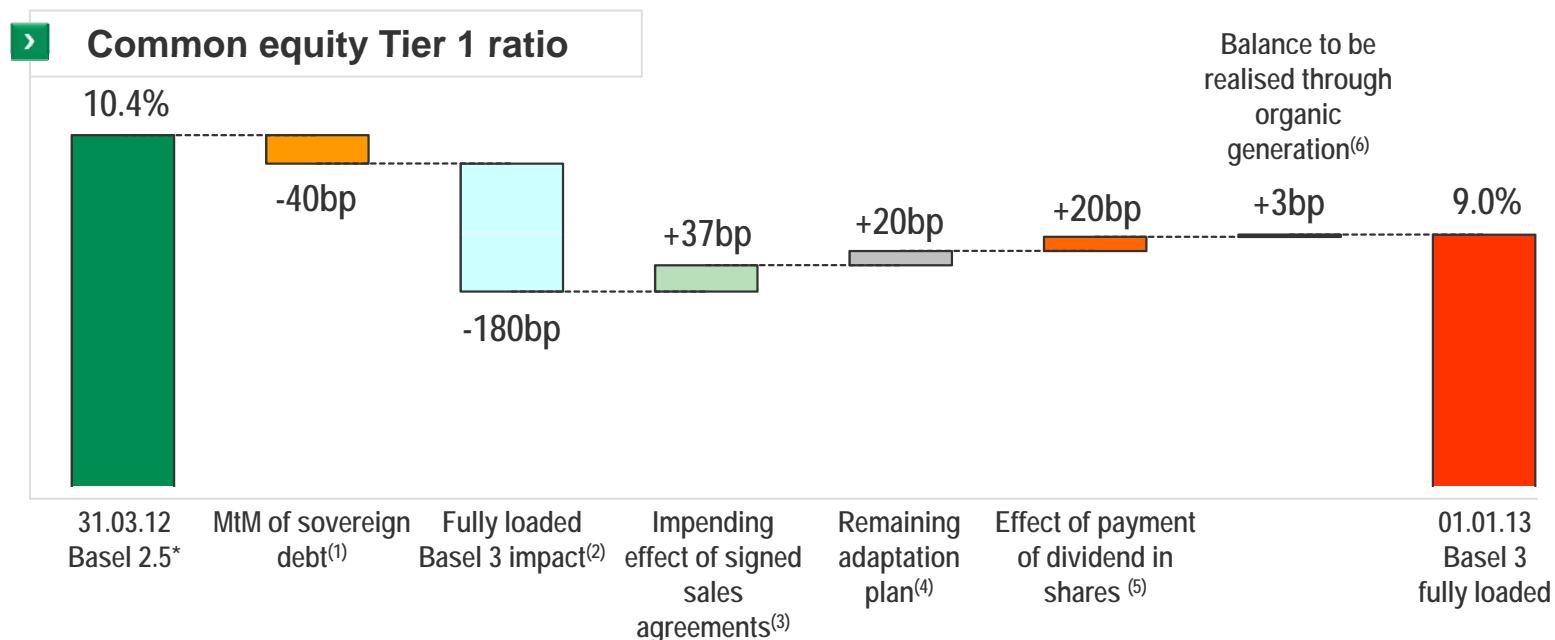 Common equity Tier 1 ratio
10.4%
-40bp
-180bp
+37bp
+20bp
+20bp
Balance to be
realised through
organic
generation(6)
+3bp
9.0%
31.03.12
Basel 2.5*
MtM of sovereign
debt(1)
Fully loaded
Basel 3 impact(2)
Impending
effect of signed
sales
agreements(3)
Remaining
adaptation
plan(4)
Effect of payment
of dividend in
shares (5)
01.01.13
Basel 3
fully loaded